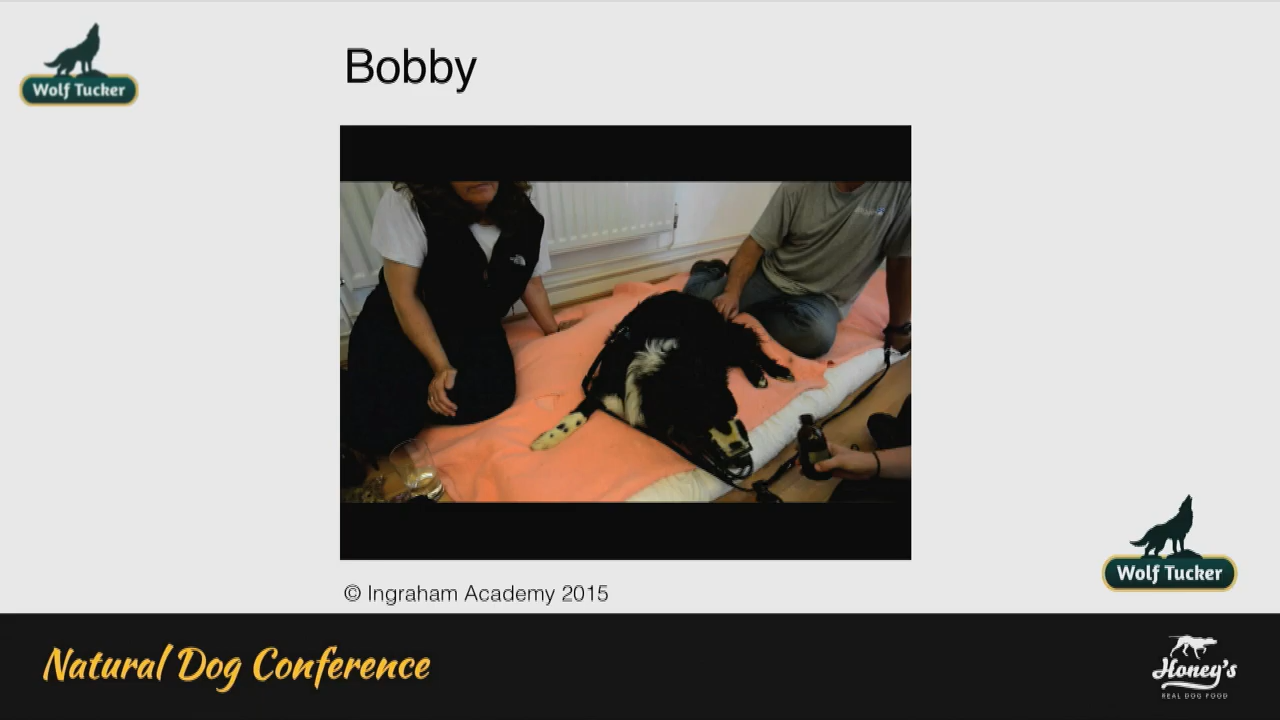 Bobby
Wolf Tucker
© Ingraham Academy 2015
Wolf Tucker
Natural Dog Conference
Honey's
REAL DOG FOOD